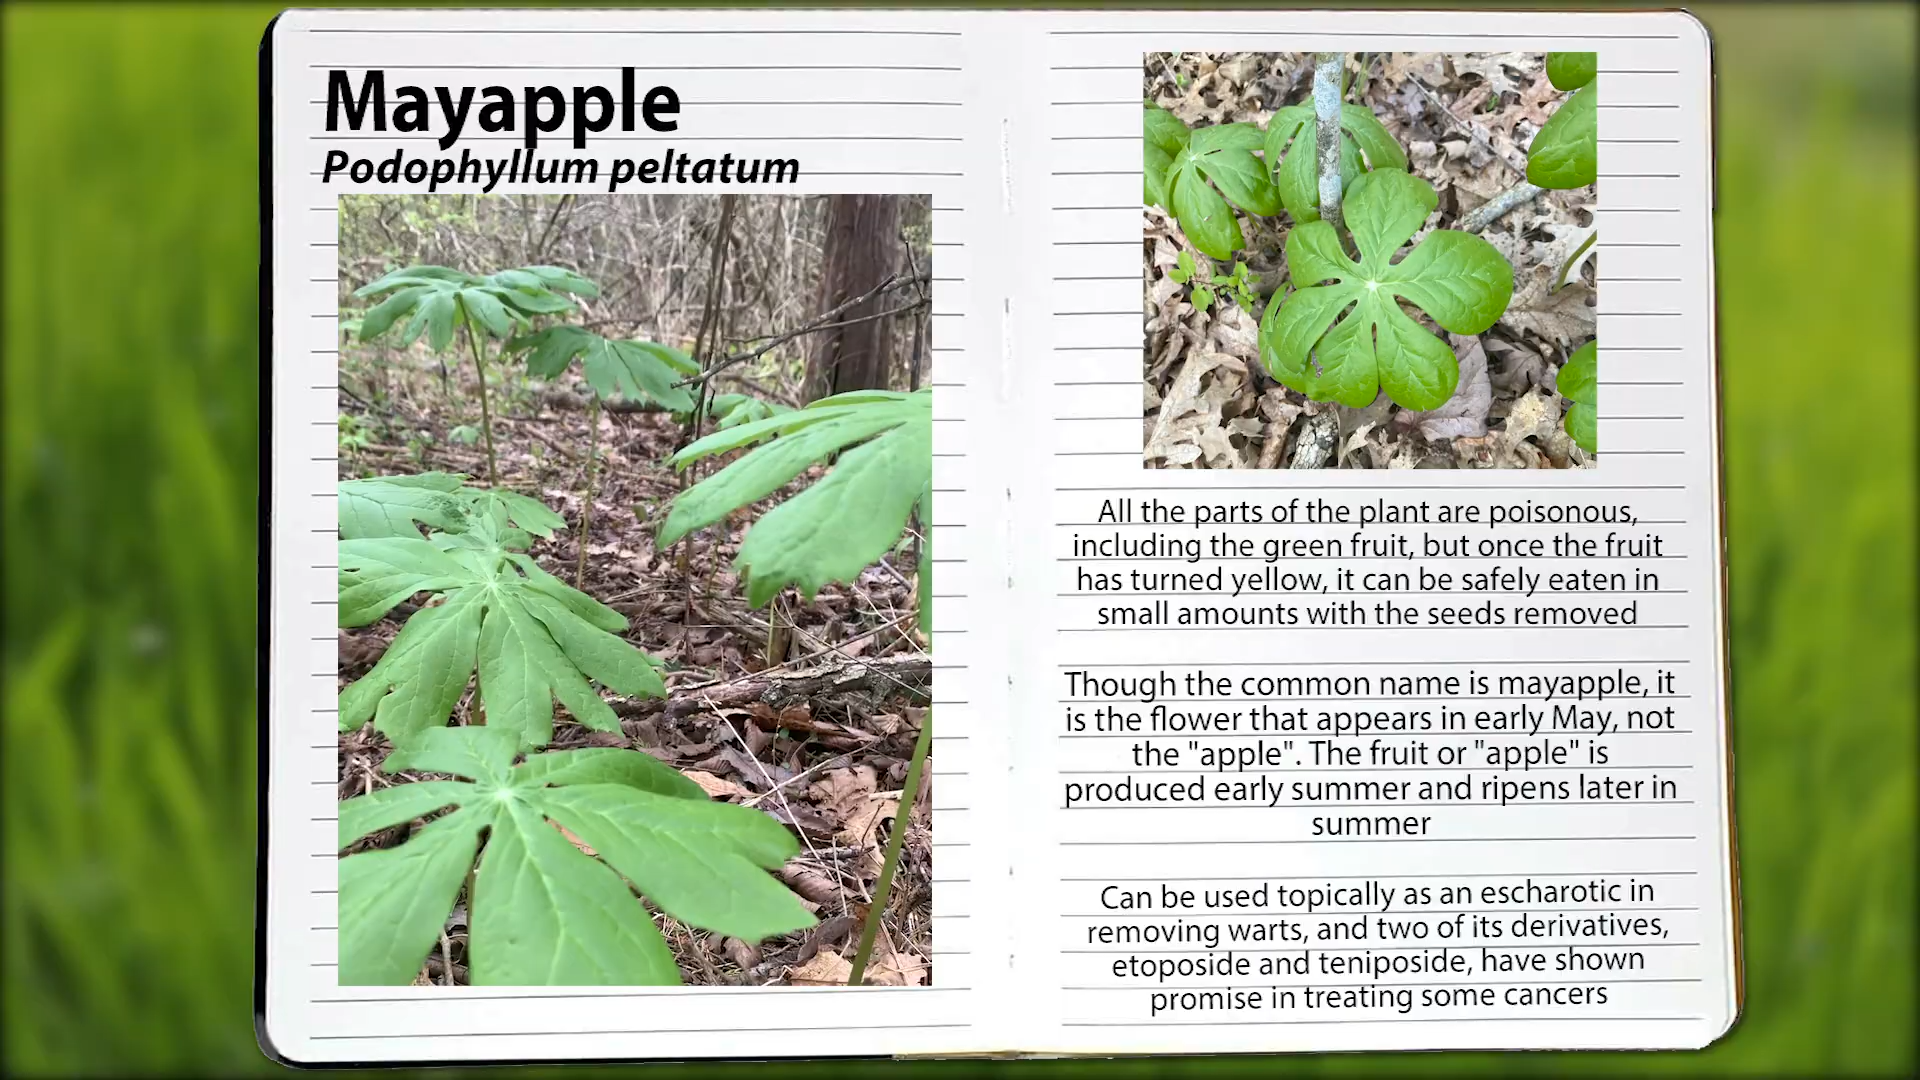 Mayapple
Podophyllum peltatum
All the parts of the plant are poisonous,
including the green fruit, but once the fruit
has turned yellow, it can be safely eaten in
small amounts with the seeds removed
Though the common name is mayapple, it
is the flower that appears in early May, not
the "apple". The fruit or "apple" is
produced early summer and ripens later in
summer
Can be used topically as an escharotic in
removing warts, and two of its derivatives,
etoposide and teniposide, have shown
promise in treating some cancers